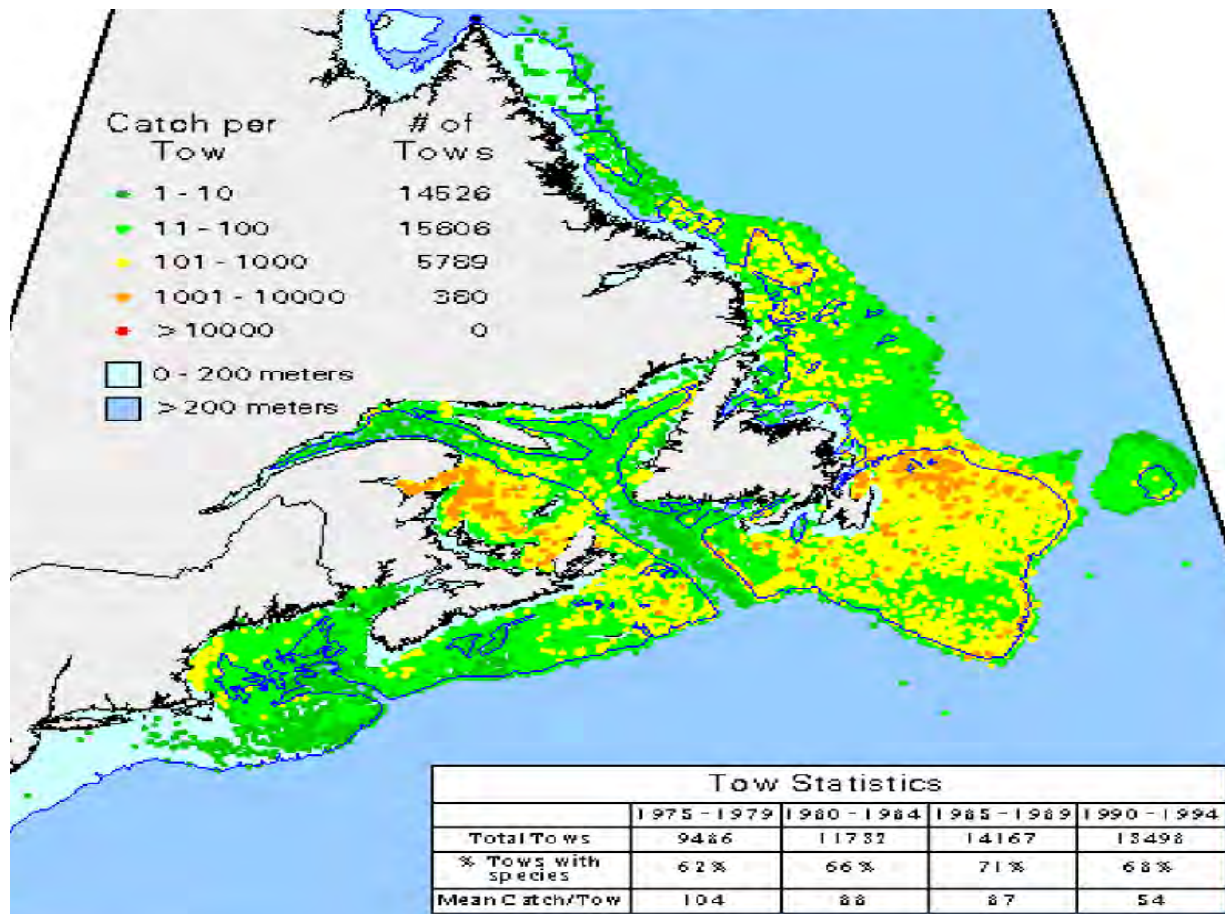 Catch per Tow # of Tows
1 - 10 14526
11 - 100 15606
101 - 1000 5789
1001 - 10000 380
> 10000 0
0 - 200 meters
> 200 meters
Tow Statistics
1975 - 1979 1980 - 1984 1985 - 1989 1990 - 1994
Total Tows 9486 11732 14167 13498
% Tows with species 62% 66% 71% 68%
Mean Catch/Tow 104 88 87 54